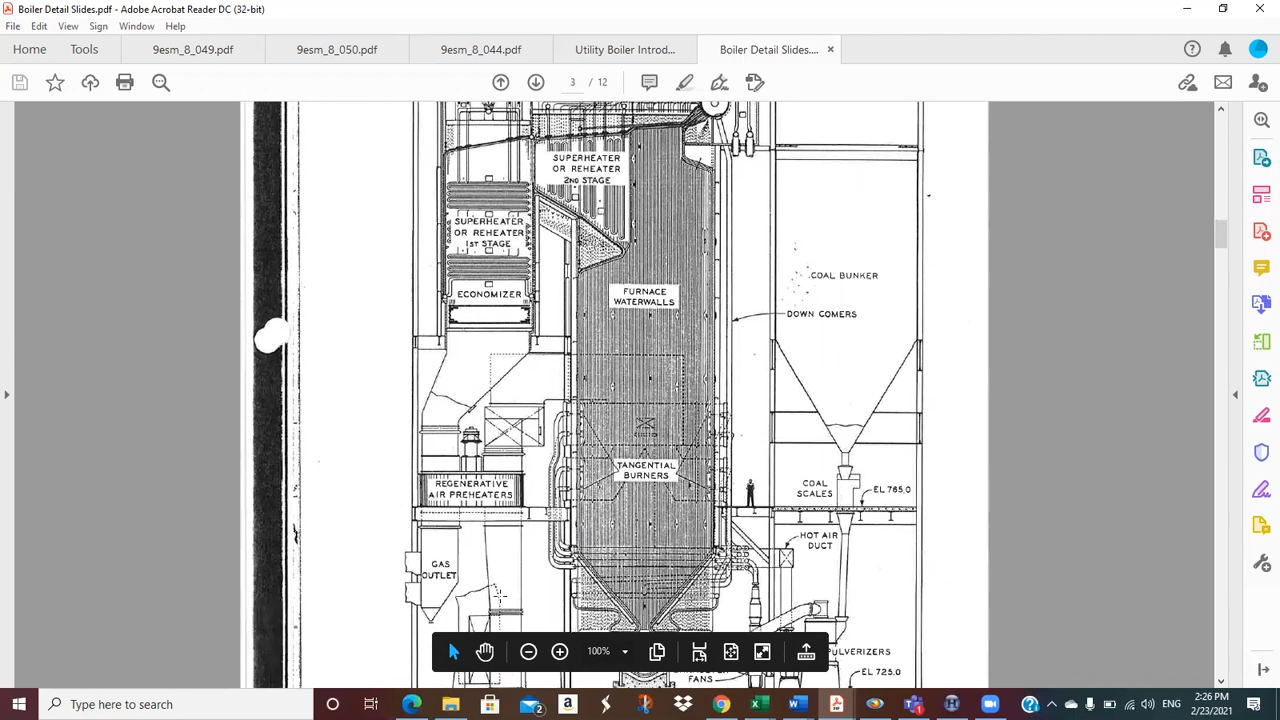 Boiler Detail Slides.pdf - Adobe Acrobat Reader DC (32-bit)
File Edit View Sign Window Help
Home Tools 9esm_8_049.pdf 9esm_8_050.pdf 9esm_8_044.pdf Utility Boiler Introd... Boiler Detail Slides....
3 / 12
SUPERHEATER
OR REHEATER
2ND STAGE
SUPERHEATER
OR REHEATER
1ST STAGE
ECONOMIZER
FURNACE
WATERWALLS
COAL BUNKER
DOWN COMERS
TANGENTIAL
BURNERS
REGENERATIVE
AIR PREHEATERS
COAL
SCALES
EL 765.0
HOT AIR
DUCT
GAS
OUTLET
PULVERIZERS
EL 725.0
FANS
100%
Type here to search
ENG
2:26 PM
2/23/2021